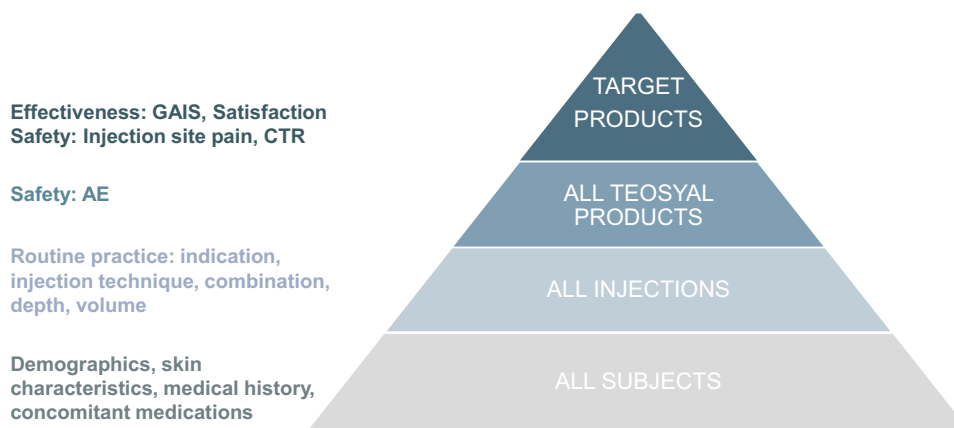 TARGET
PRODUCTS
Effectiveness: GAIS, Satisfaction
Safety: Injection site pain, CTR
Safety: AE
ALL TEOSYAL
PRODUCTS
Routine practice: indication,
injection technique, combination,
depth, volume
ALL INJECTIONS
Demographics, skin
characteristics, medical history,
concomitant medications
ALL SUBJECTS